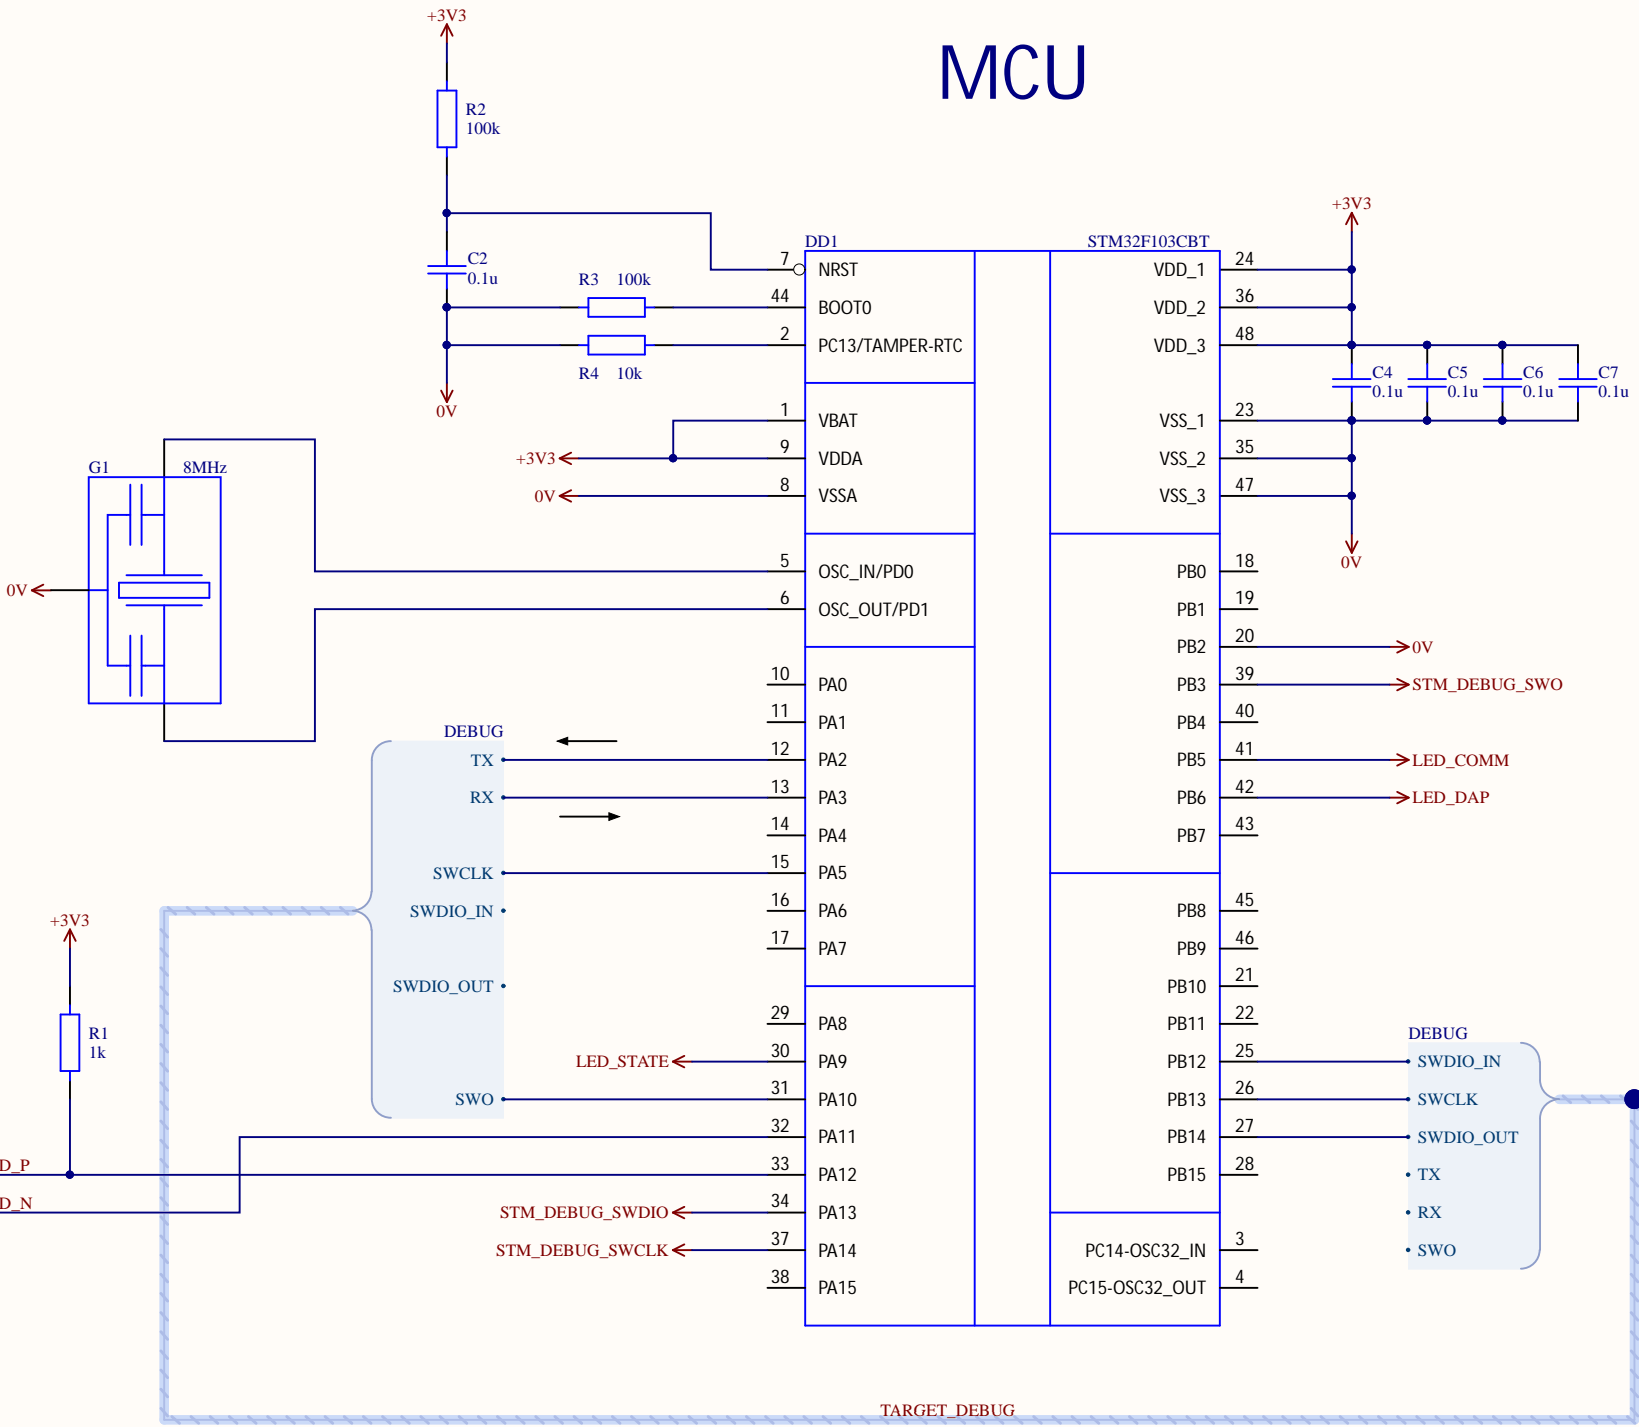 +3V3
MCU
R2
100k
+3V3
DD1
STM32F103CBT
C2
0.1u
7 NRST
VDD_1 24
R3 100k
44 BOOT0
VDD_2 36
2 PC13/TAMPER-RTC
VDD_3 48
R4 10k
C4
0.1u
C5
0.1u
C6
0.1u
C7
0.1u
0V
1 VBAT
VSS_1 23
+3V3
9 VDDA
VSS_2 35
G1 8MHz
0V
8 VSSA
VSS_3 47
0V
5 OSC_IN/PD0
PB0 18
0V
6 OSC_OUT/PD1
PB1 19
PB2 20
0V
10 PA0
PB3 39
STM_DEBUG_SWO
11 PA1
PB4 40
DEBUG
TX
12 PA2
PB5 41
LED_COMM
RX
13 PA3
PB6 42
LED_DAP
14 PA4
PB7 43
SWCLK
15 PA5
SWDIO_IN
16 PA6
PB8 45
+3V3
17 PA7
PB9 46
SWDIO_OUT
PB10 21
R1
1k
29 PA8
PB11 22
DEBUG
LED_STATE
30 PA9
PB12 25
SWDIO_IN
SWO
31 PA10
PB13 26
SWCLK
32 PA11
PB14 27
SWDIO_OUT
D_P
33 PA12
PB15 28
TX
D_N
STM_DEBUG_SWDIO
34 PA13
RX
STM_DEBUG_SWCLK
37 PA14
PC14-OSC32_IN 3
SWO
38 PA15
PC15-OSC32_OUT 4
TARGET_DEBUG